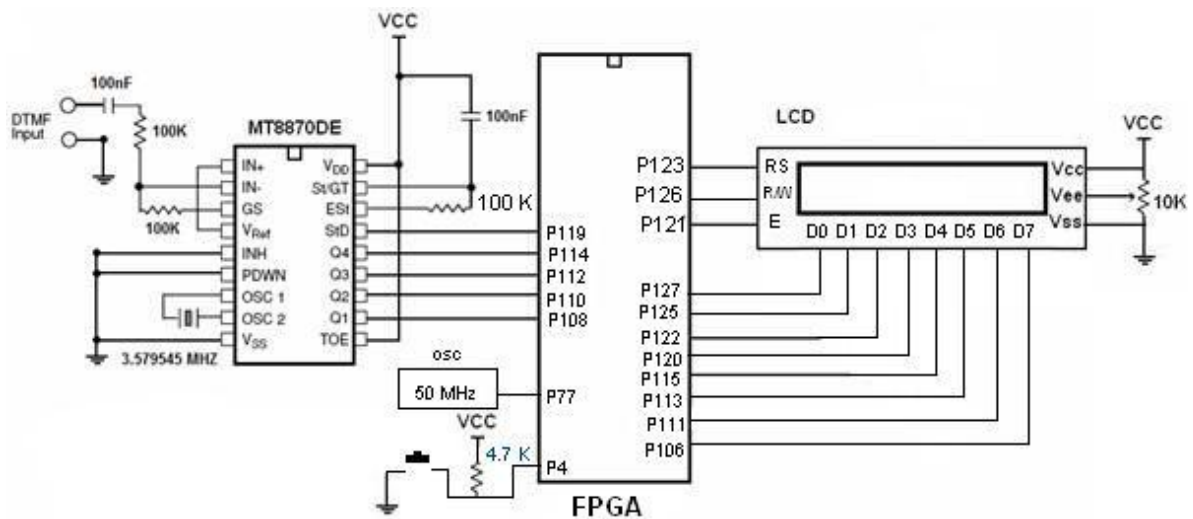 VCC
100nF
DTMF
Input
100K
100K
MT8870DE
IN+
IN-
GS
VRef
INH
PDWN
OSC 1
OSC 2
VSS
VDD
St/GT
ESt
StD
Q4
Q3
Q2
Q1
TOE
3.579545 MHZ
100nF
100 K
osc
50 MHz
VCC
4.7 K
P119
P114
P112
P110
P108
P77
P4
FPGA
P123
P126
P121
P127
P125
P122
P120
P115
P113
P111
P106
LCD
RS
R/W
E
D0 D1 D2 D3 D4 D5 D6 D7
Vcc
Vee
Vss
VCC
10K